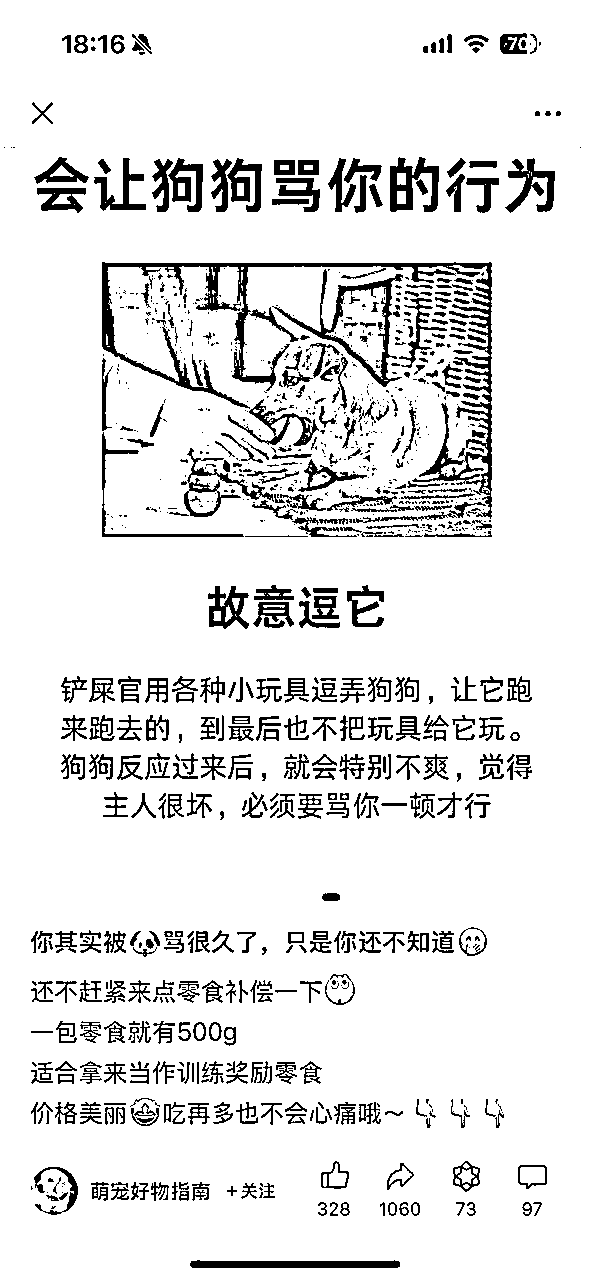 18:16
70
会让狗狗骂你的行为
故意逗它
铲屎官用各种小玩具逗弄狗狗，让它跑
来跑去的，到最后也不把玩具给它玩。
狗狗反应过来后，就会特别不爽，觉得
主人很坏，必须要骂你一顿才行
你其实被🐶骂很久了，只是你还不知道🤭
还不赶紧来点零食补偿一下
一包零食就有500g
适合拿来当作训练奖励零食
价格美丽🤩吃再多也不会心痛哦～👇👇👇
萌宠好物指南 +关注
328 1060 73 97